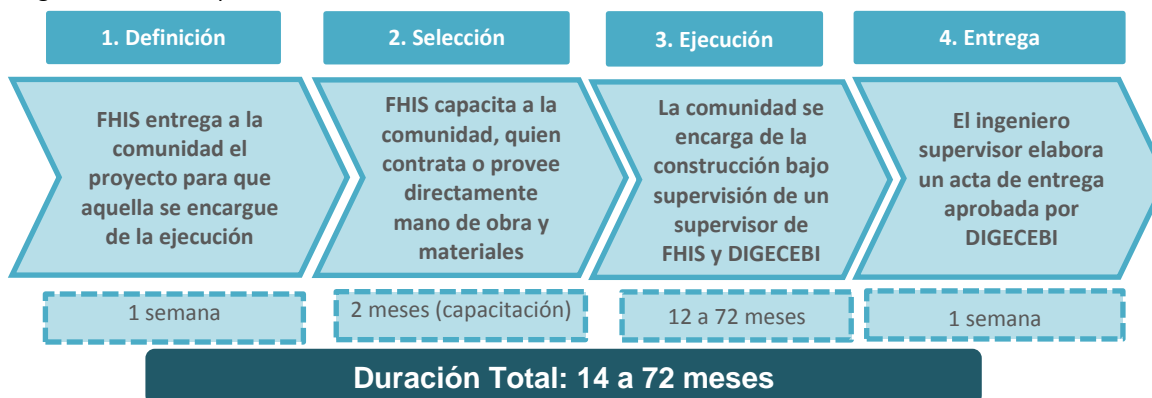 1. Definición
2. Selección
3. Ejecución
4. Entrega
FHIS entrega a la
comunidad el
proyecto para que
aquella se encargue
de la ejecución
FHIS capacita a la
comunidad, quien
contrata o provee
directamente
mano de obra y
materiales
La comunidad se
encarga de la
construcción bajo
supervisión de un
supervisor de
FHIS y DIGECEBI
El ingeniero
supervisor elabora
un acta de entrega
aprobada por
DIGECEBI
1 semana
2 meses (capacitación)
12 a 72 meses
1 semana
Duración Total: 14 a 72 meses